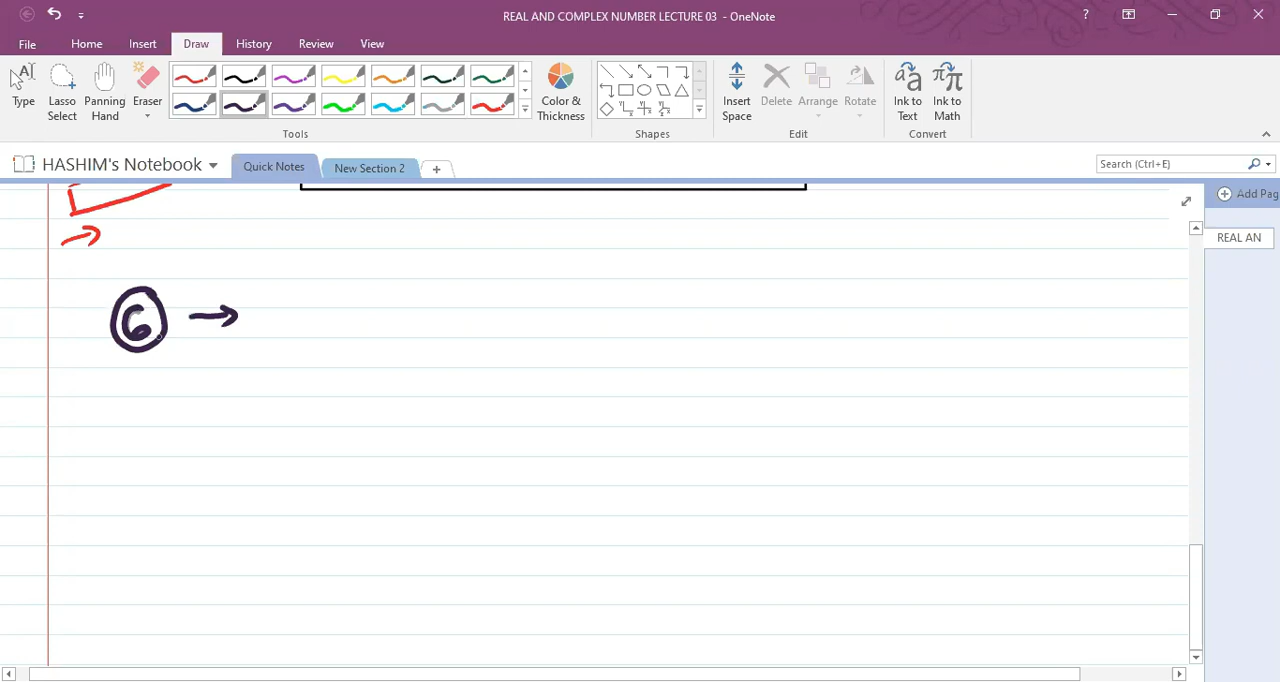 REAL AND COMPLEX NUMBER LECTURE 03 - OneNote
?
File Home Insert Draw History Review View
Type
Lasso Select
Panning Hand
Eraser
Color & Thickness
Insert Space
Delete
Arrange
Rotate
Ink to Text
Ink to Math
Tools
Shapes
Edit
Convert
HASHIM's Notebook
Quick Notes
New Section 2
+
Search (Ctrl+E)
Add Pag
REAL AN
→
6 →